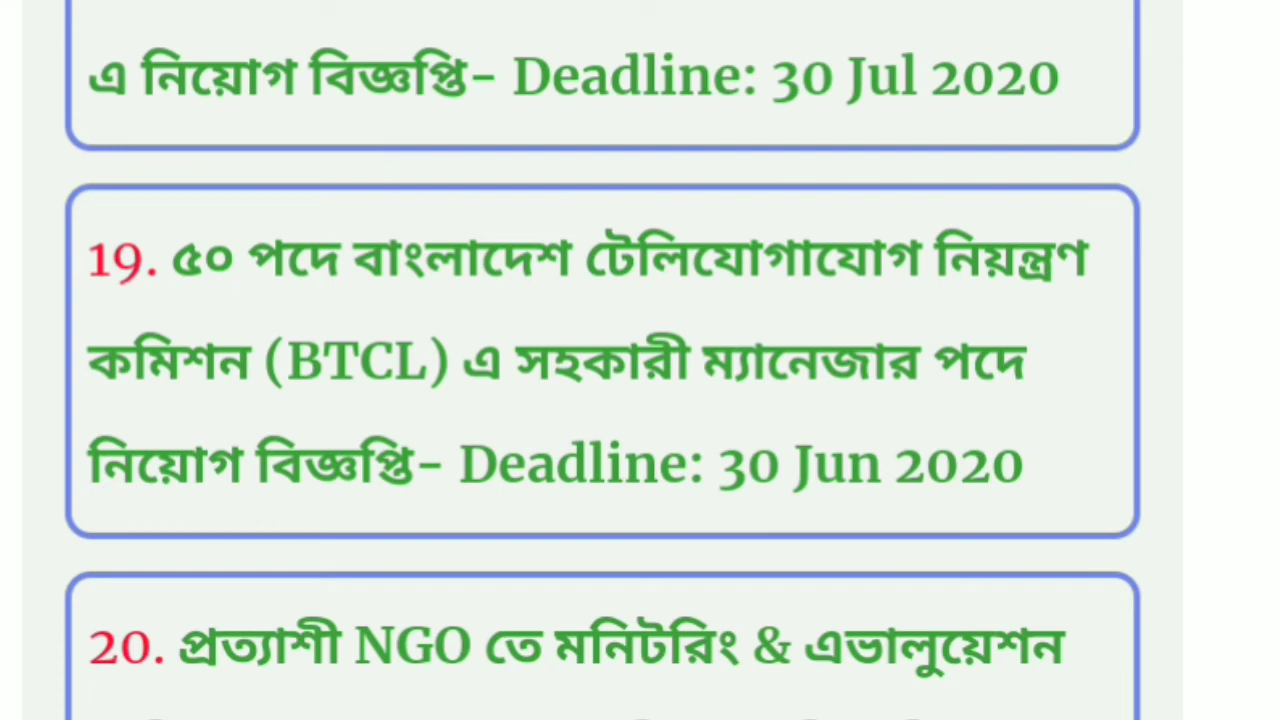 এ নিয়োগ বিজ্ঞপ্তি- Deadline: 30 Jul 2020
19. ৫০ পদে বাংলাদেশ টেলিযোগাযোগ নিয়ন্ত্রণ
কমিশন (BTCL) এ সহকারী ম্যানেজার পদে
নিয়োগ বিজ্ঞপ্তি- Deadline: 30 Jun 2020
20. প্রত্যাশী NGO তে মনিটরিং & এভালুয়েশন